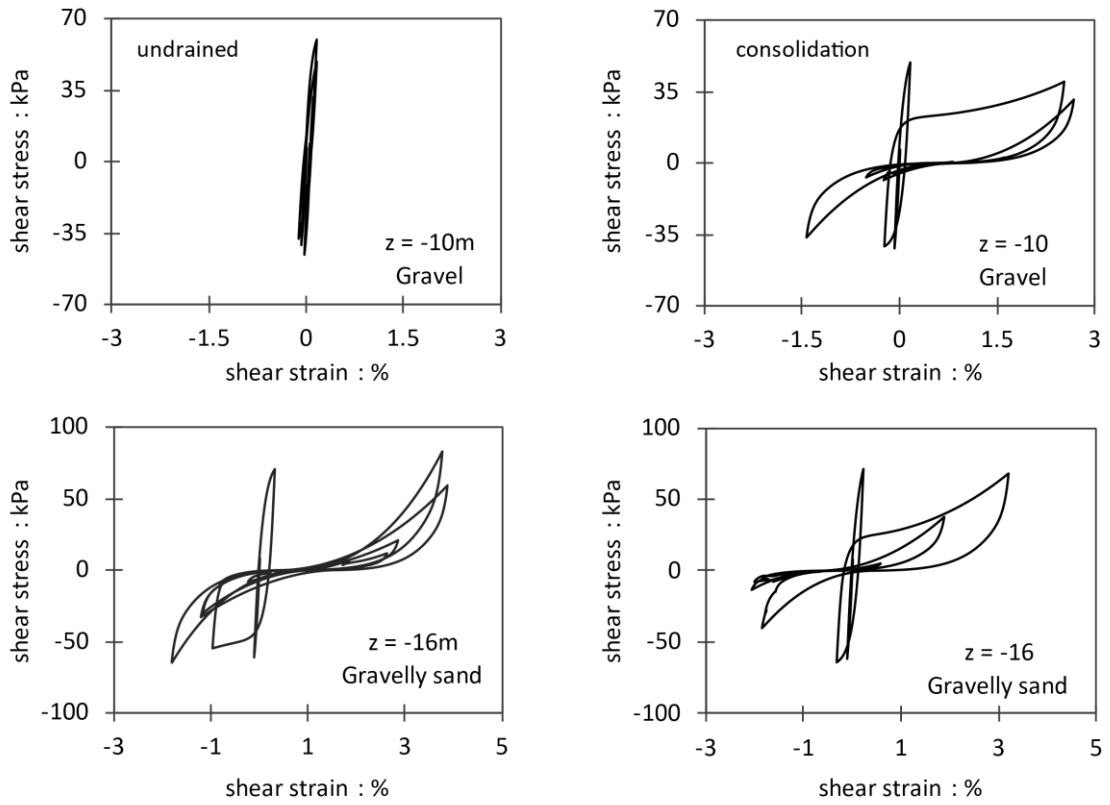 70
35
0
-35
-70
shear stress : kPa
undrained
z = -10m
Gravel
-3
-1.5
0
1.5
3
shear strain : %
70
35
0
-35
-70
shear stress : kPa
consolidation
z = -10
Gravel
-3
-1.5
0
1.5
3
shear strain : %
100
50
0
-50
-100
shear stress : kPa
z = -16m
Gravelly sand
-3
-1
1
3
5
shear strain : %
100
50
0
-50
-100
shear stress : kPa
z = -16
Gravelly sand
-3
-1
1
3
5
shear strain : %